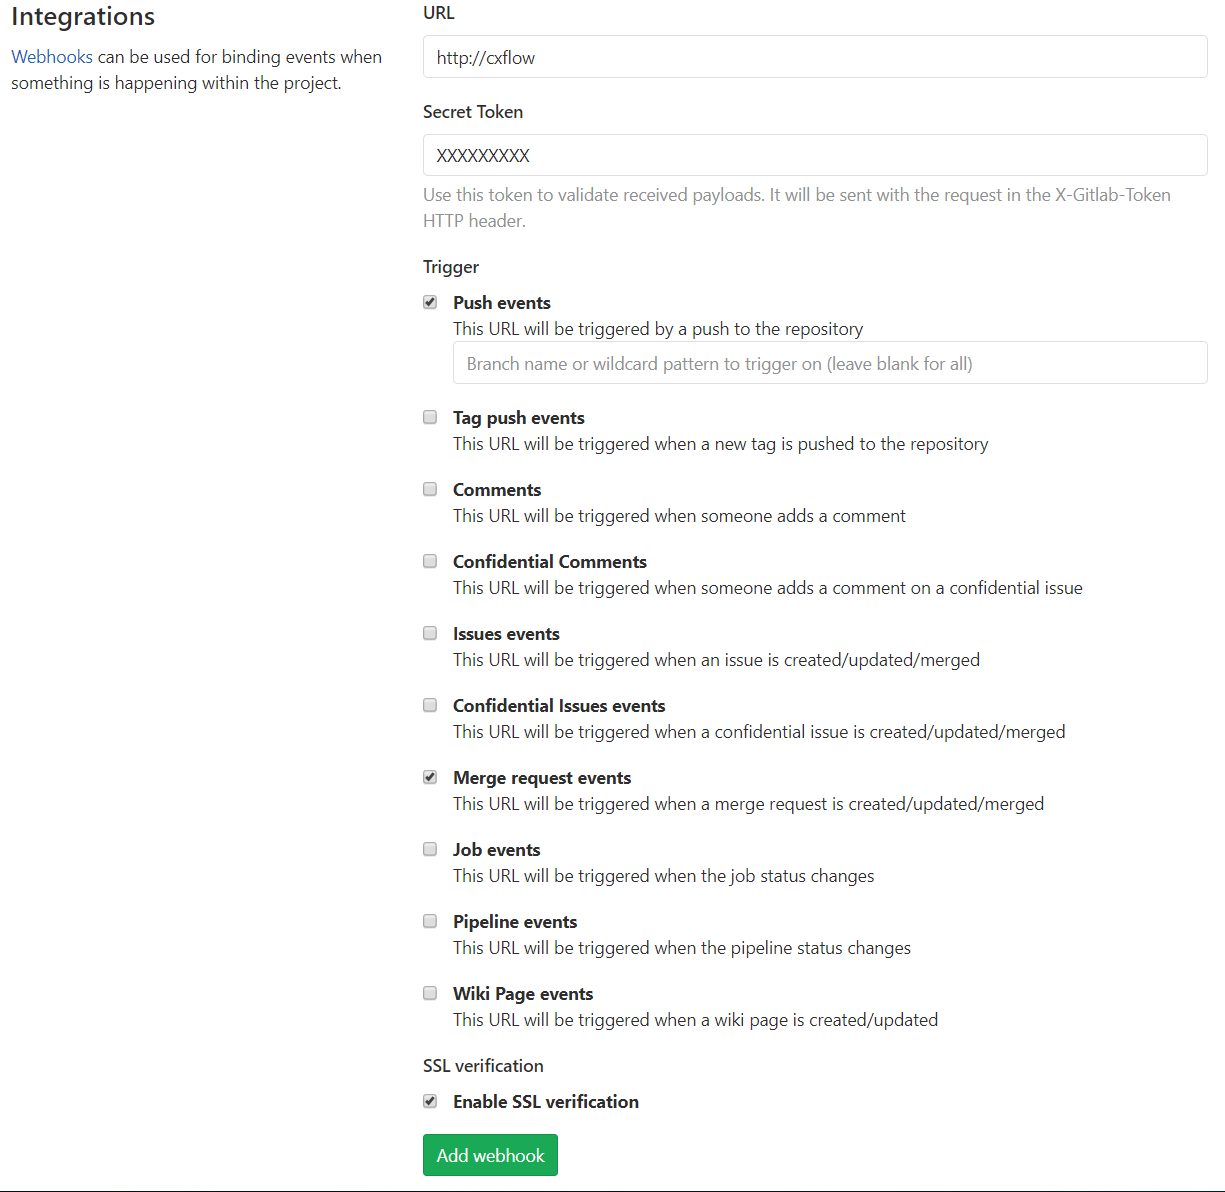 Integrations
Webhooks can be used for binding events when
something is happening within the project.
URL
http://cxflow
Secret Token
XXXXXXXXX
Use this token to validate received payloads. It will be sent with the request in the X-Gitlab-Token
HTTP header.
Trigger
Push events
This URL will be triggered by a push to the repository
Branch name or wildcard pattern to trigger on (leave blank for all)
Tag push events
This URL will be triggered when a new tag is pushed to the repository
Comments
This URL will be triggered when someone adds a comment
Confidential Comments
This URL will be triggered when someone adds a comment on a confidential issue
Issues events
This URL will be triggered when an issue is created/updated/merged
Confidential Issues events
This URL will be triggered when a confidential issue is created/updated/merged
Merge request events
This URL will be triggered when a merge request is created/updated/merged
Job events
This URL will be triggered when the job status changes
Pipeline events
This URL will be triggered when the pipeline status changes
Wiki Page events
This URL will be triggered when a wiki page is created/updated
SSL verification
Enable SSL verification
Add webhook